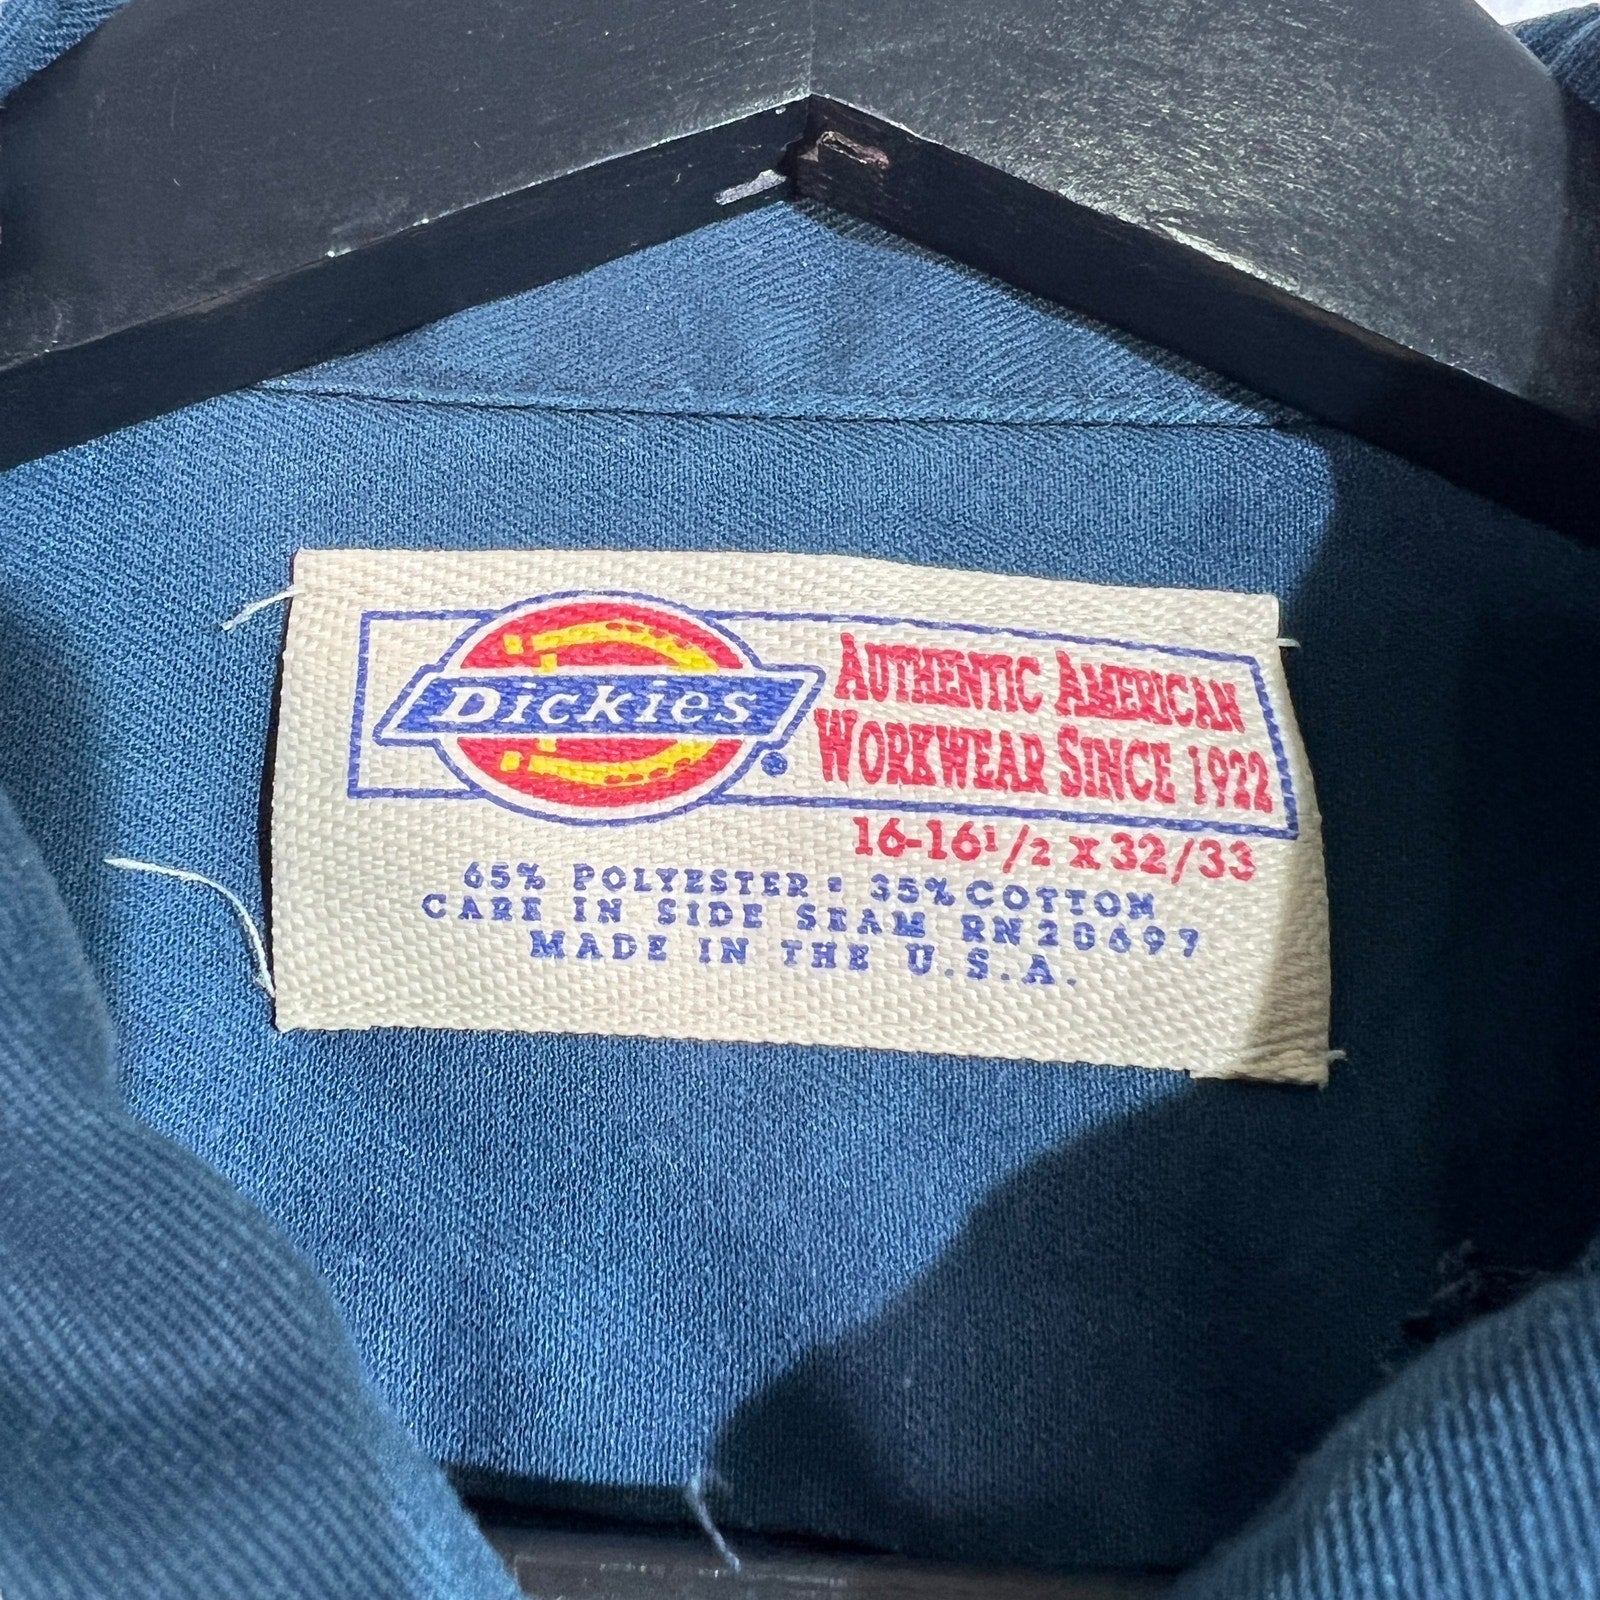 Dickies®
AUTHENTIC AMERICAN
WORKWEAR SINCE 1922
16-16 1/2 X 32/33
65% POLYESTER • 35% COTTON
CARE IN SIDE SEAM RN20697
MADE IN THE U.S.A.